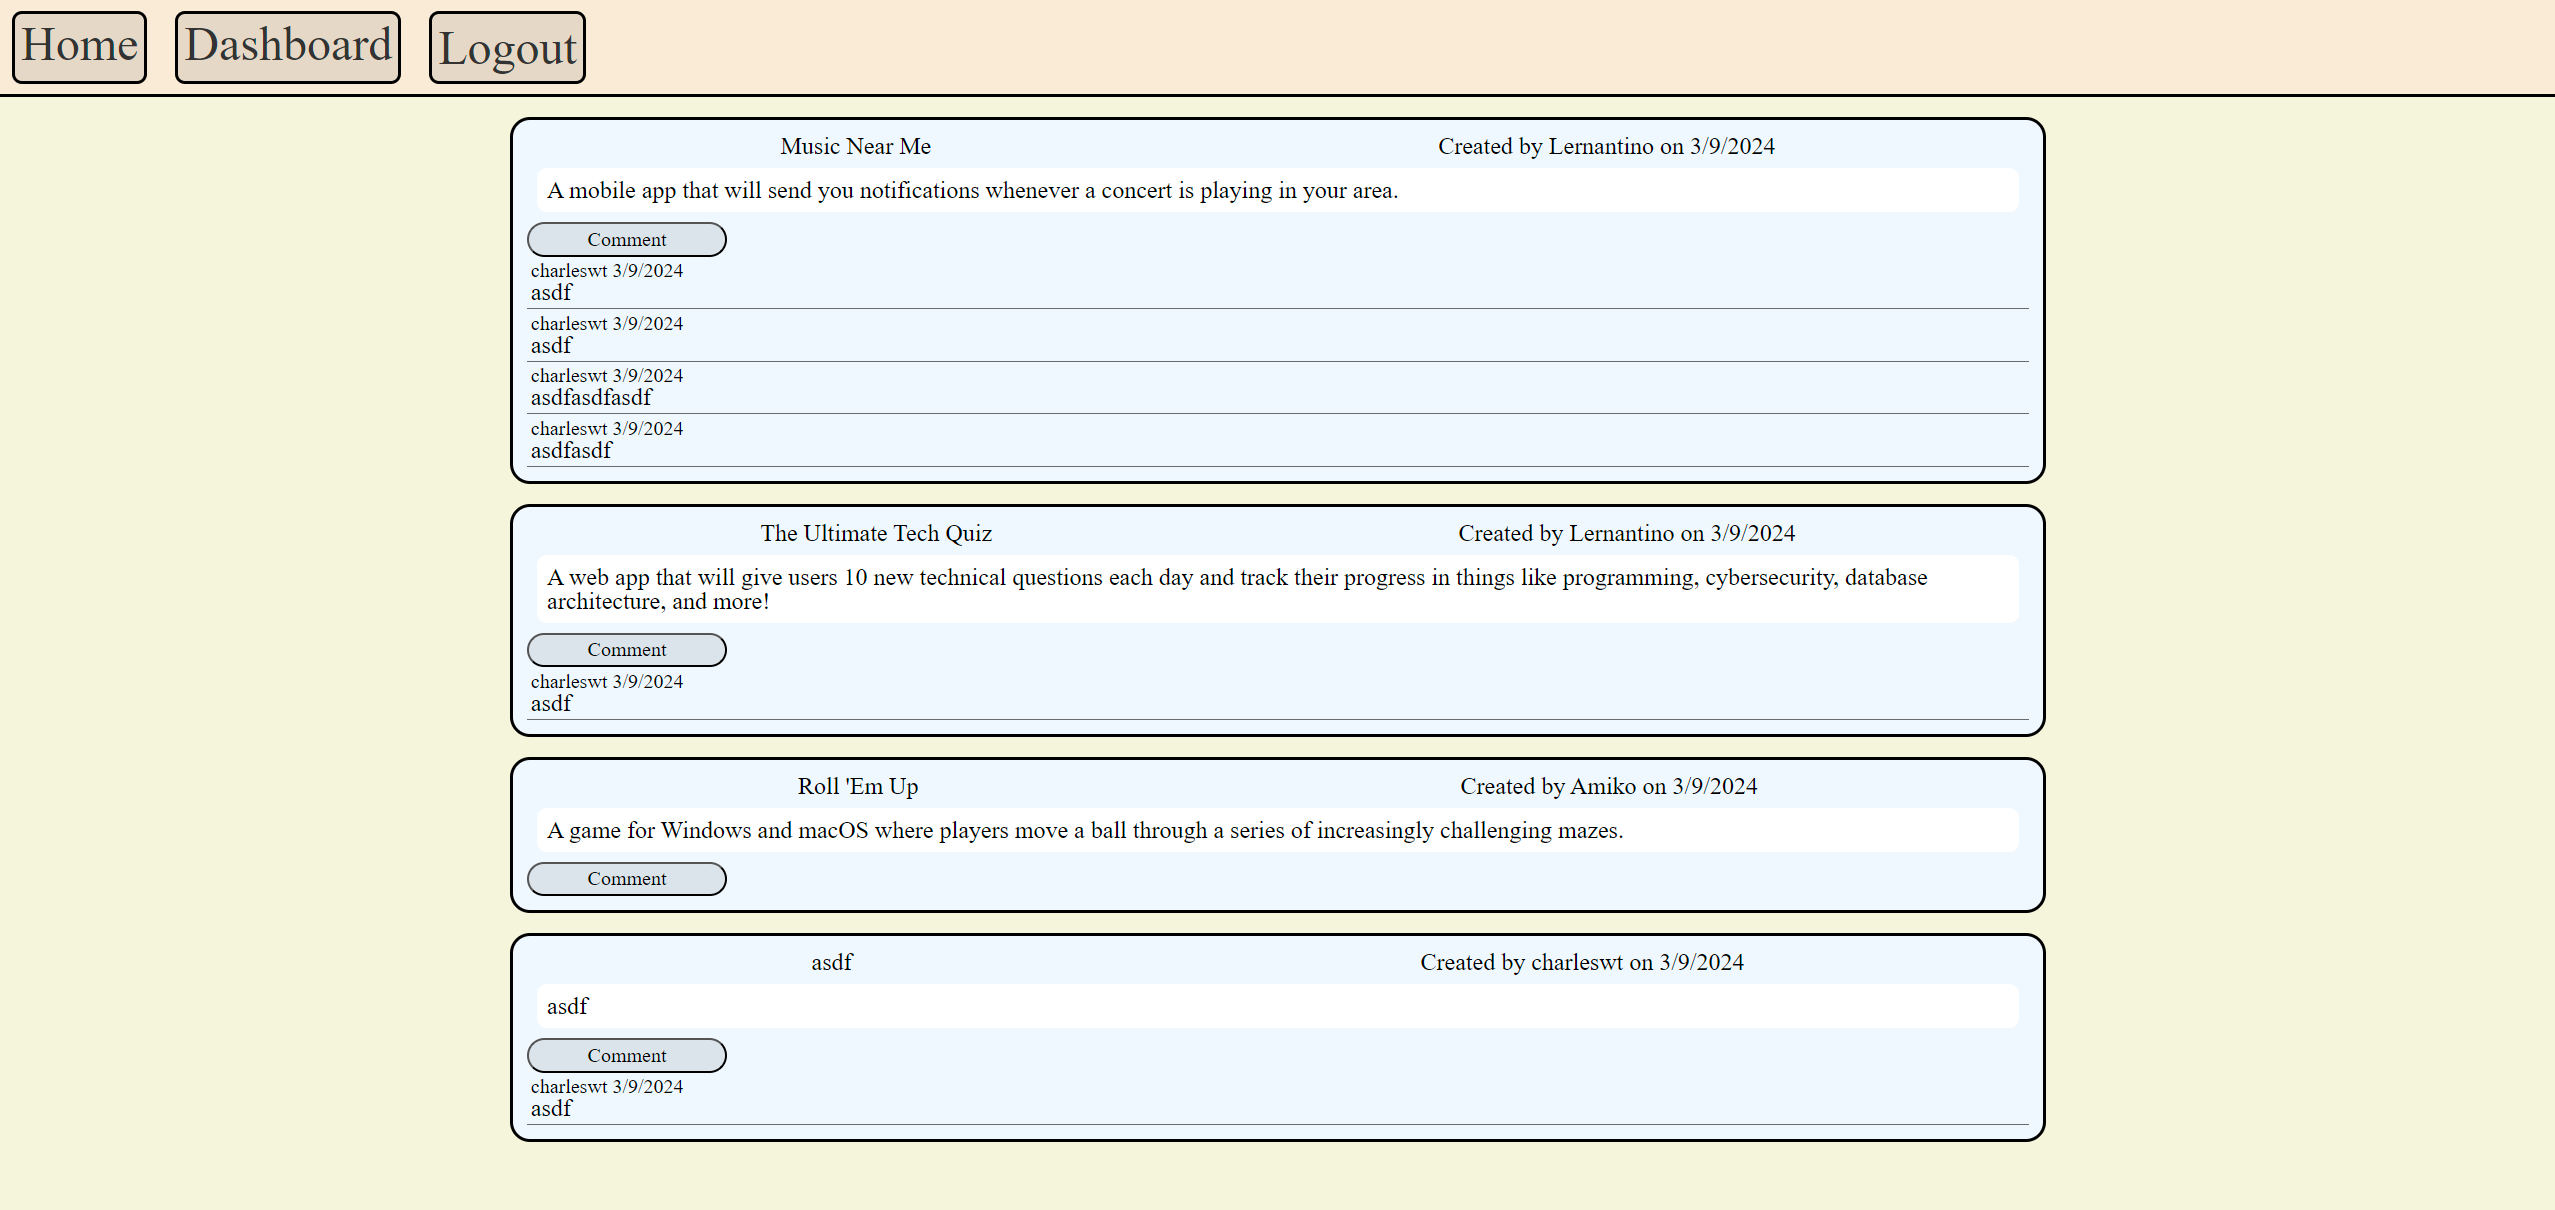 Home Dashboard Logout
Music Near Me Created by Lernantino on 3/9/2024
A mobile app that will send you notifications whenever a concert is playing in your area.
Comment
charleswt 3/9/2024
asdf
charleswt 3/9/2024
asdf
charleswt 3/9/2024
asdfasdfasdf
charleswt 3/9/2024
asdfasdf
The Ultimate Tech Quiz Created by Lernantino on 3/9/2024
A web app that will give users 10 new technical questions each day and track their progress in things like programming, cybersecurity, database
architecture, and more!
Comment
charleswt 3/9/2024
asdf
Roll 'Em Up Created by Amiko on 3/9/2024
A game for Windows and macOS where players move a ball through a series of increasingly challenging mazes.
Comment
asdf Created by charleswt on 3/9/2024
asdf
Comment
charleswt 3/9/2024
asdf